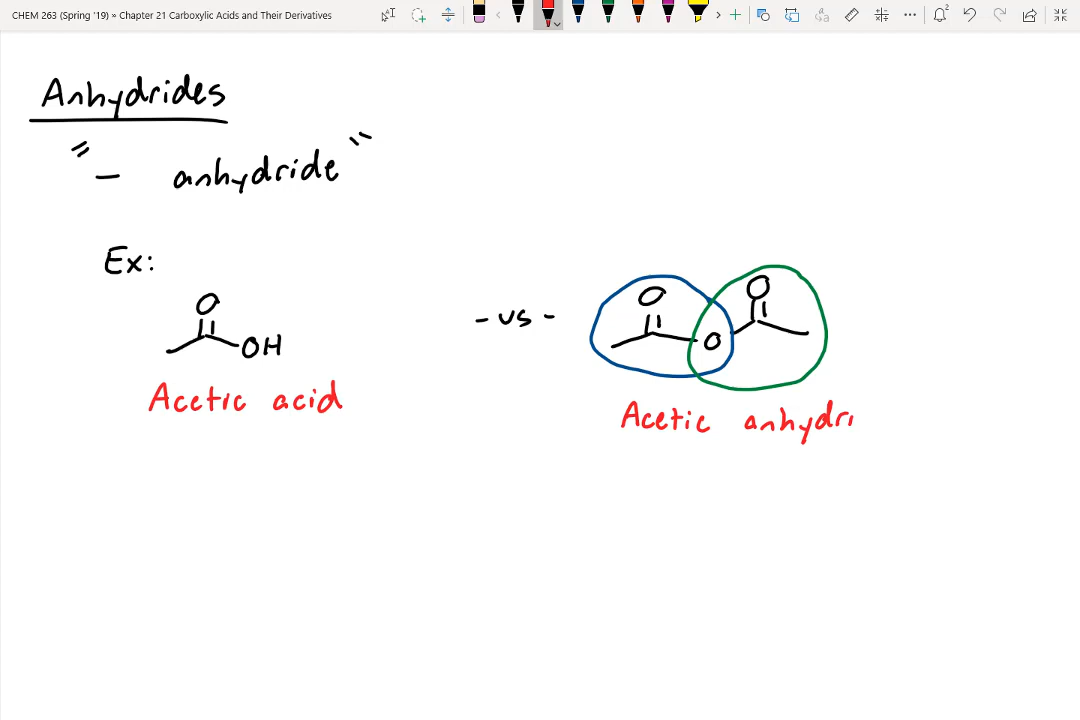 CHEM 263 (Spring '19) » Chapter 21 Carboxylic Acids and Their Derivatives
2
Anhydrides
"– anhydride"
Ex:
O O O
- vs -
OH O
Acetic acid Acetic anhydri